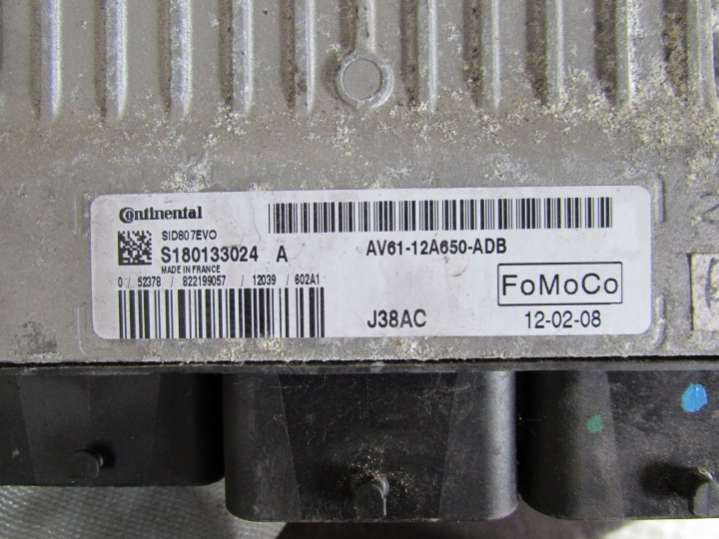 Continental
SID807EVO
S180133024 A
MADE IN FRANCE
0 / 52378 / 822199057 / 12039 / 602A1
AV61-12A650-ADB
FoMoCo
J38AC
12-02-08